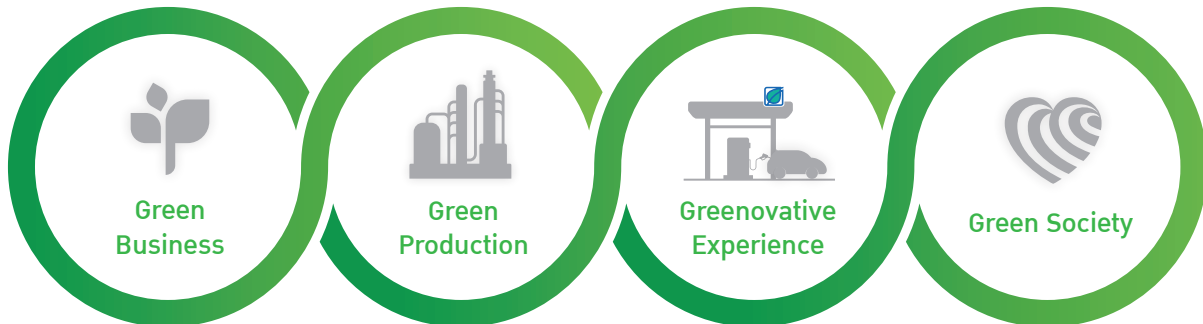 Green
Business
Green
Production
Greenovative
Experience
Green Society